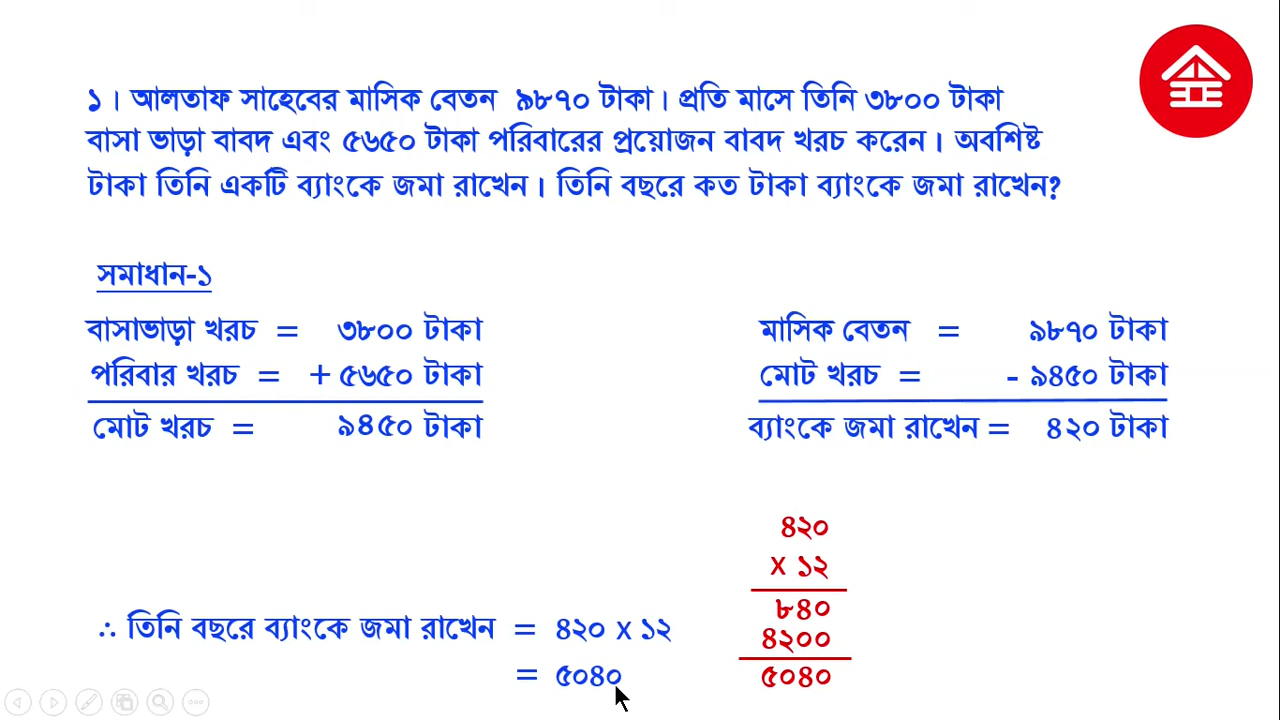 ১। আলতাফ সাহেবের মাসিক বেতন ৯৮৭০ টাকা। প্রতি মাসে তিনি ৩৮০০ টাকা
বাসা ভাড়া বাবদ এবং ৫৬৫০ টাকা পরিবারের প্রয়োজন বাবদ খরচ করেন। অবশিষ্ট
টাকা তিনি একটি ব্যাংকে জমা রাখেন। তিনি বছরে কত টাকা ব্যাংকে জমা রাখেন?
সমাধান-১
বাসাভাড়া খরচ = ৩৮০০ টাকা
পরিবার খরচ = + ৫৬৫০ টাকা
মোট খরচ = ৯৪৫০ টাকা
মাসিক বেতন = ৯৮৭০ টাকা
মোট খরচ = - ৯৪৫০ টাকা
ব্যাংকে জমা রাখেন = ৪২০ টাকা
∴ তিনি বছরে ব্যাংকে জমা রাখেন = ৪২০ x ১২
= ৫০৪০
৪২০
x ১২
৮৪০
৪২০০
৫০৪০